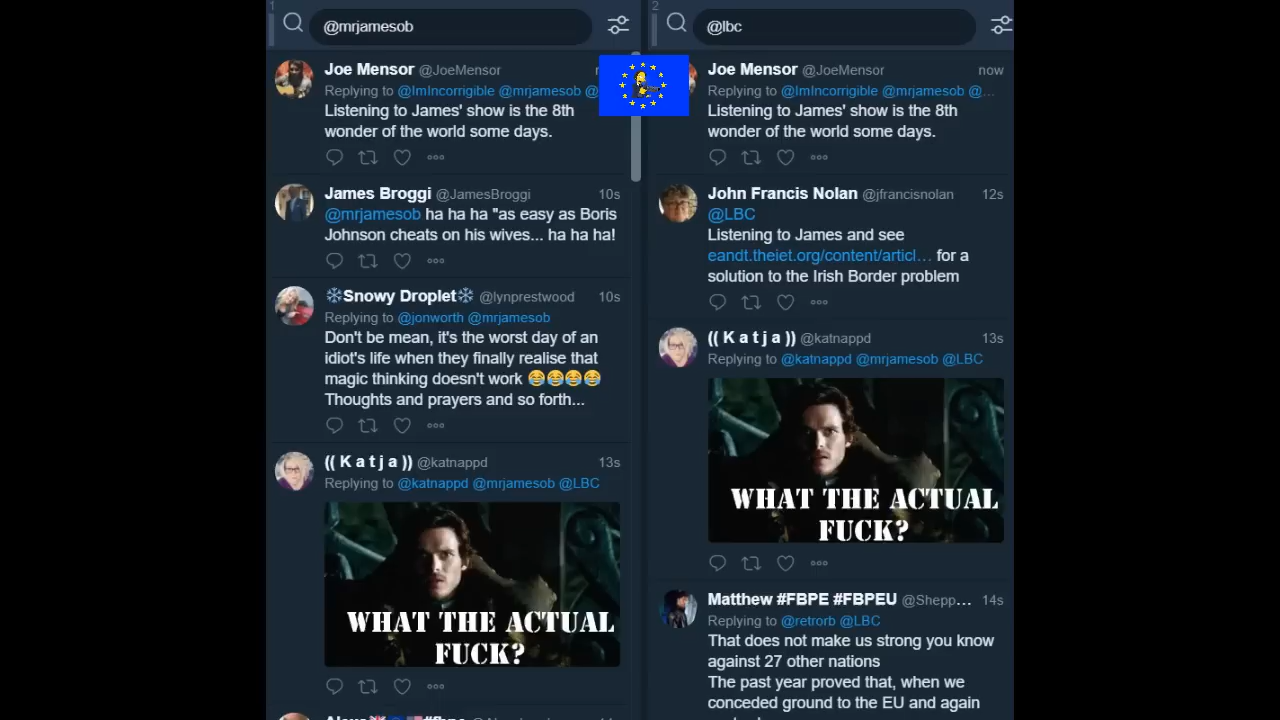 1
@mrjamesob
Joe Mensor @JoeMensor
Replying to @ImIncorrigible @mrjamesob @
Listening to James' show is the 8th
wonder of the world some days.
James Broggi @JamesBroggi 10s
@mrjamesob ha ha ha "as easy as Boris
Johnson cheats on his wives... ha ha ha!
❄Snowy Droplet❄ @lynprestwood 10s
Replying to @jonworth @mrjamesob
Don't be mean, it's the worst day of an
idiot's life when they finally realise that
magic thinking doesn't work 😂😂😂😂
Thoughts and prayers and so forth...
(( K a t j a )) @katnappd 13s
Replying to @katnappd @mrjamesob @LBC
WHAT THE ACTUAL
FUCK?
2
@lbc
Joe Mensor @JoeMensor now
Replying to @ImIncorrigible @mrjamesob @…
Listening to James' show is the 8th
wonder of the world some days.
John Francis Nolan @jfrancisnolan 12s
@LBC
Listening to James and see
eandt.theiet.org/content/articl… for a
solution to the Irish Border problem
(( K a t j a )) @katnappd 13s
Replying to @katnappd @mrjamesob @LBC
WHAT THE ACTUAL
FUCK?
Matthew #FBPE #FBPEU @Shepp… 14s
Replying to @retrorb @LBC
That does not make us strong you know
against 27 other nations
The past year proved that, when we
conceded ground to the EU and again